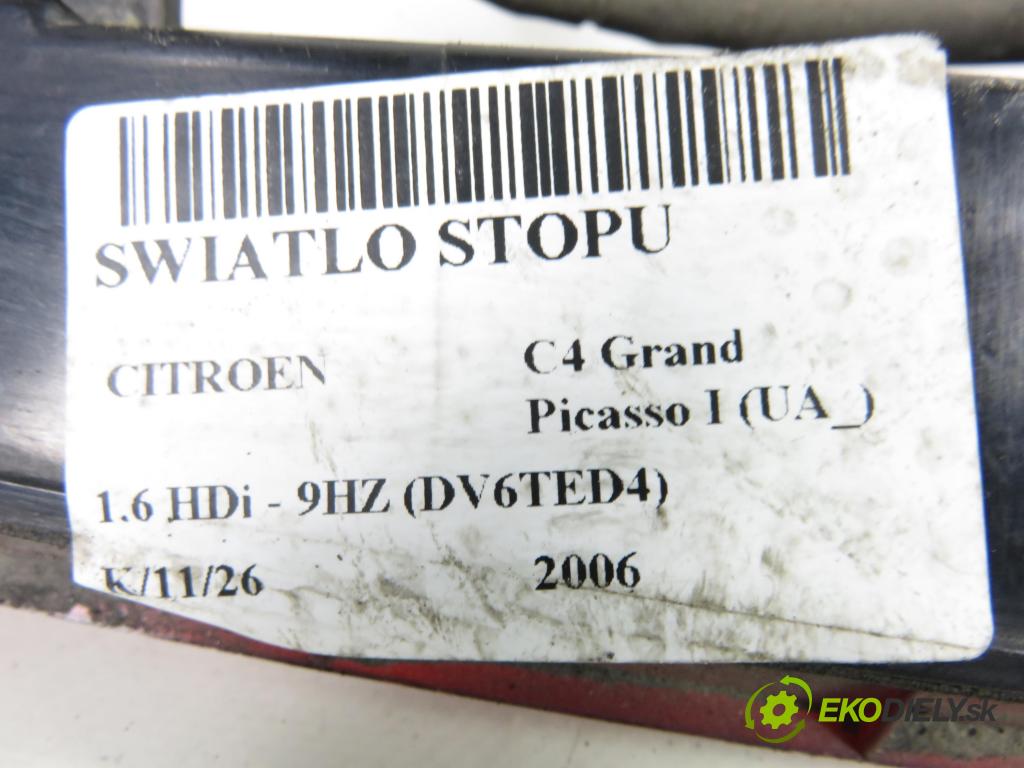 SWIATLO STOPU
CITROEN
C4 Grand
Picasso I (UA_)
1.6 HDi - 9HZ (DV6TED4)
K/11/26
2006
EKODIELY.sk